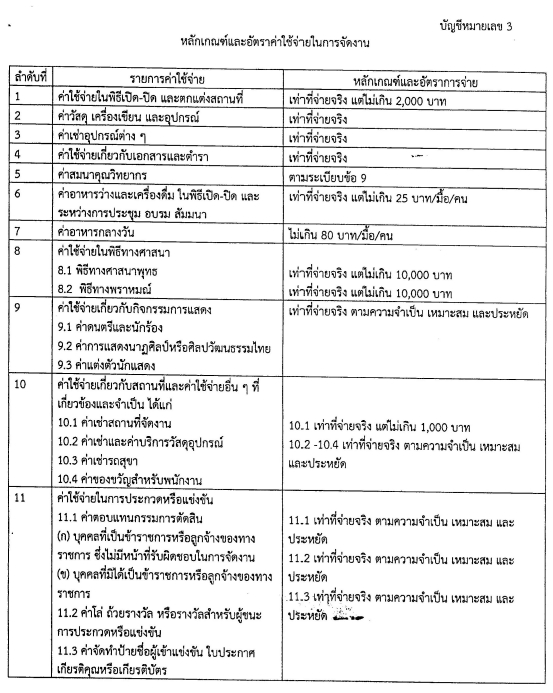 บัญชีหมายเลข 3
หลักเกณฑ์และอัตราค่าใช้จ่ายในการจัดงาน
ลำดับที่ รายการค่าใช้จ่าย หลักเกณฑ์และอัตราการจ่าย
1 ค่าใช้จ่ายในพิธีเปิด-ปิด และตกแต่งสถานที่ เท่าที่จ่ายจริง แต่ไม่เกิน 2,000 บาท
2 ค่าวัสดุ เครื่องเขียน และอุปกรณ์ เท่าที่จ่ายจริง
3 ค่าเช่าอุปกรณ์ต่าง ๆ เท่าที่จ่ายจริง
4 ค่าใช้จ่ายเกี่ยวกับเอกสารและตำรา เท่าที่จ่ายจริง
5 ค่าสมนาคุณวิทยากร ตามระเบียบข้อ 9
6 ค่าอาหารว่างและเครื่องดื่ม ในพิธีเปิด-ปิด และ เท่าที่จ่ายจริง แต่ไม่เกิน 25 บาท/มื้อ/คน
ระหว่างการประชุม อบรม สัมมนา
7 ค่าอาหารกลางวัน ไม่เกิน 80 บาท/มื้อ/คน
8 ค่าใช้จ่ายในพิธีทางศาสนา
8.1 พิธีทางศาสนาพุทธ เท่าที่จ่ายจริง แต่ไม่เกิน 10,000 บาท
8.2 พิธีทางพราหมณ์ เท่าที่จ่ายจริง แต่ไม่เกิน 10,000 บาท
9 ค่าใช้จ่ายเกี่ยวกับกิจกรรมการแสดง เท่าที่จ่ายจริง ตามความจำเป็น เหมาะสม และประหยัด
9.1 ค่าดนตรีและนักร้อง
9.2 ค่าการแสดงนาฏศิลป์หรือศิลปวัฒนธรรมไทย
9.3 ค่าแต่งตัวนักแสดง
10 ค่าใช้จ่ายเกี่ยวกับสถานที่และค่าใช้จ่ายอื่น ๆ ที่
เกี่ยวข้องและจำเป็น ได้แก่
10.1 ค่าเช่าสถานที่จัดงาน 10.1 เท่าที่จ่ายจริง แต่ไม่เกิน 1,000 บาท
10.2 ค่าเช่าและค่าบริการวัสดุอุปกรณ์ 10.2 -10.4 เท่าที่จ่ายจริง ตามความจำเป็น เหมาะสม
10.3 ค่าเช่ารถสุขา และประหยัด
10.4 ค่าของขวัญสำหรับพนักงาน
11 ค่าใช้จ่ายในการประกวดหรือแข่งขัน
11.1 ค่าตอบแทนกรรมการตัดสิน 11.1 เท่าที่จ่ายจริง ตามความจำเป็น เหมาะสม และ
(ก) บุคคลที่เป็นข้าราชการหรือลูกจ้างของทาง ประหยัด
ราชการ ซึ่งไม่มีหน้าที่รับผิดชอบในการจัดงาน 11.2 เท่าที่จ่ายจริง ตามความจำเป็น เหมาะสม และ
(ข) บุคคลที่มิได้เป็นข้าราชการหรือลูกจ้างของทาง ประหยัด
ราชการ 11.3 เท่าที่จ่ายจริง ตามความจำเป็น เหมาะสม และ
11.2 ค่าโล่ ถ้วยรางวัล หรือรางวัลสำหรับผู้ชนะ ประหยัด
การประกวดหรือแข่งขัน
11.3 ค่าจัดทำป้ายชื่อผู้เข้าแข่งขัน ใบประกาศ
เกียรติคุณหรือเกียรติบัตร